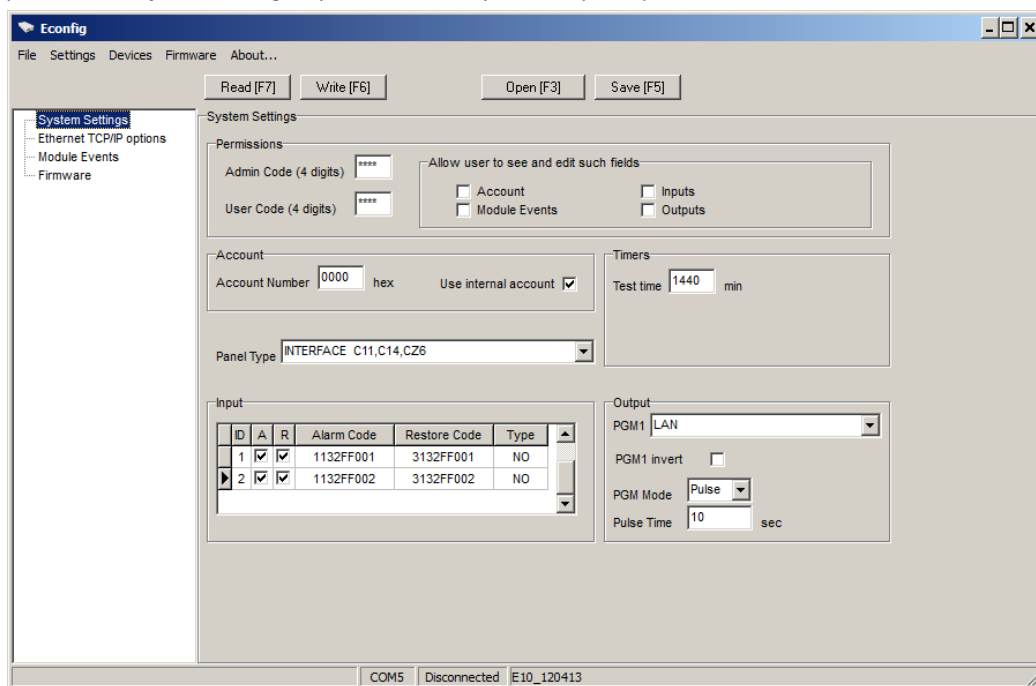 Econfig
File Settings Devices Firmware About...
Read [F7] Write [F6] Open [F3] Save [F5]
System Settings
Ethernet TCP/IP options
Module Events
Firmware
System Settings
Permissions
Admin Code (4 digits) ****
User Code (4 digits) ****
Allow user to see and edit such fields
Account Inputs
Module Events Outputs
Account
Account Number 0000 hex Use internal account
Timers
Test time 1440 min
Panel Type INTERFACE C11,C14,CZ6
Input
ID A R Alarm Code Restore Code Type
1 1132FF001 3132FF001 NO
2 1132FF002 3132FF002 NO
Output
PGM1 LAN
PGM1 invert
PGM Mode Pulse
Pulse Time 10 sec
COM5 Disconnected E10_120413